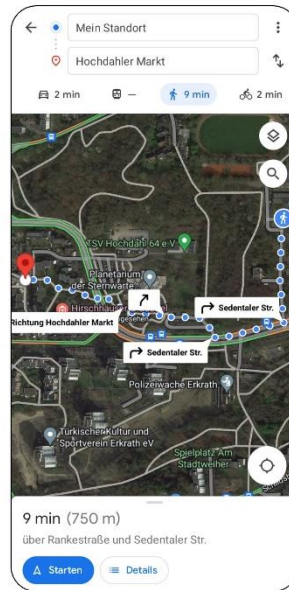 Mein Standort
Hochdahler Markt
2 min
—
9 min
2 min
TSV Hochdahl 64 e.V
Planetarium
der Sternwarte
Sedentaler Str.
Richtung Hochdahler Markt
Sedentaler Str.
Polizeiwache Erkrath
Türkischer Kultur und
Sportverein Erkrath eV
Spielplatz Am
Stadtweiher
9 min (750 m)
über Rankestraße und Sedentaler Str.
Starten
Details